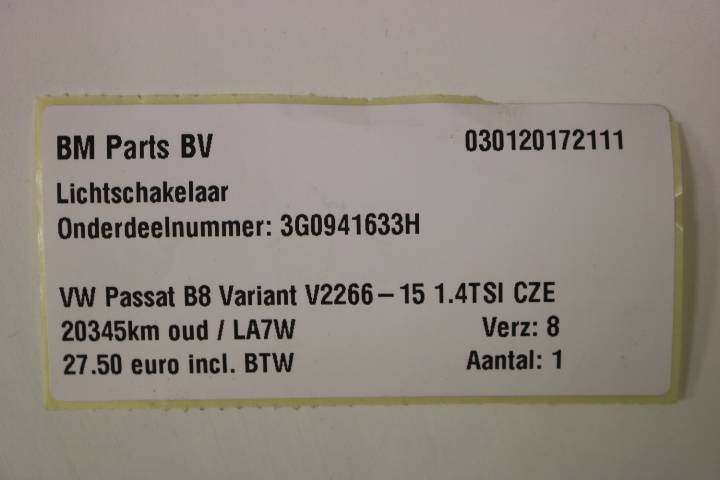 BM Parts BV 030120172111
Lichtschakelaar
Onderdeelnummer: 3G0941633H
VW Passat B8 Variant V2266-15 1.4TSI CZE
20345km oud / LA7W Verz: 8
27.50 euro incl. BTW Aantal: 1